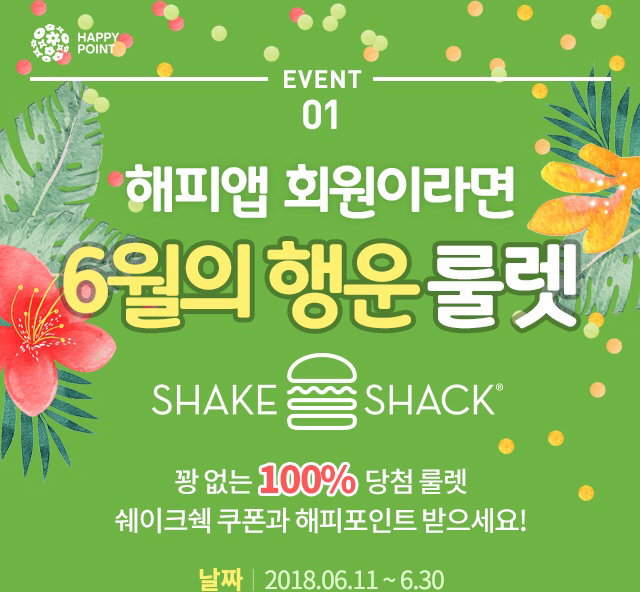 HAPPY
POINT
EVENT
01
해피앱 회원이라면
6월의 행운 룰렛
SHAKE SHACK®
꽝 없는 100% 당첨 룰렛
쉐이크쉑 쿠폰과 해피포인트 받으세요!
날짜 | 2018.06.11 ~ 6.30